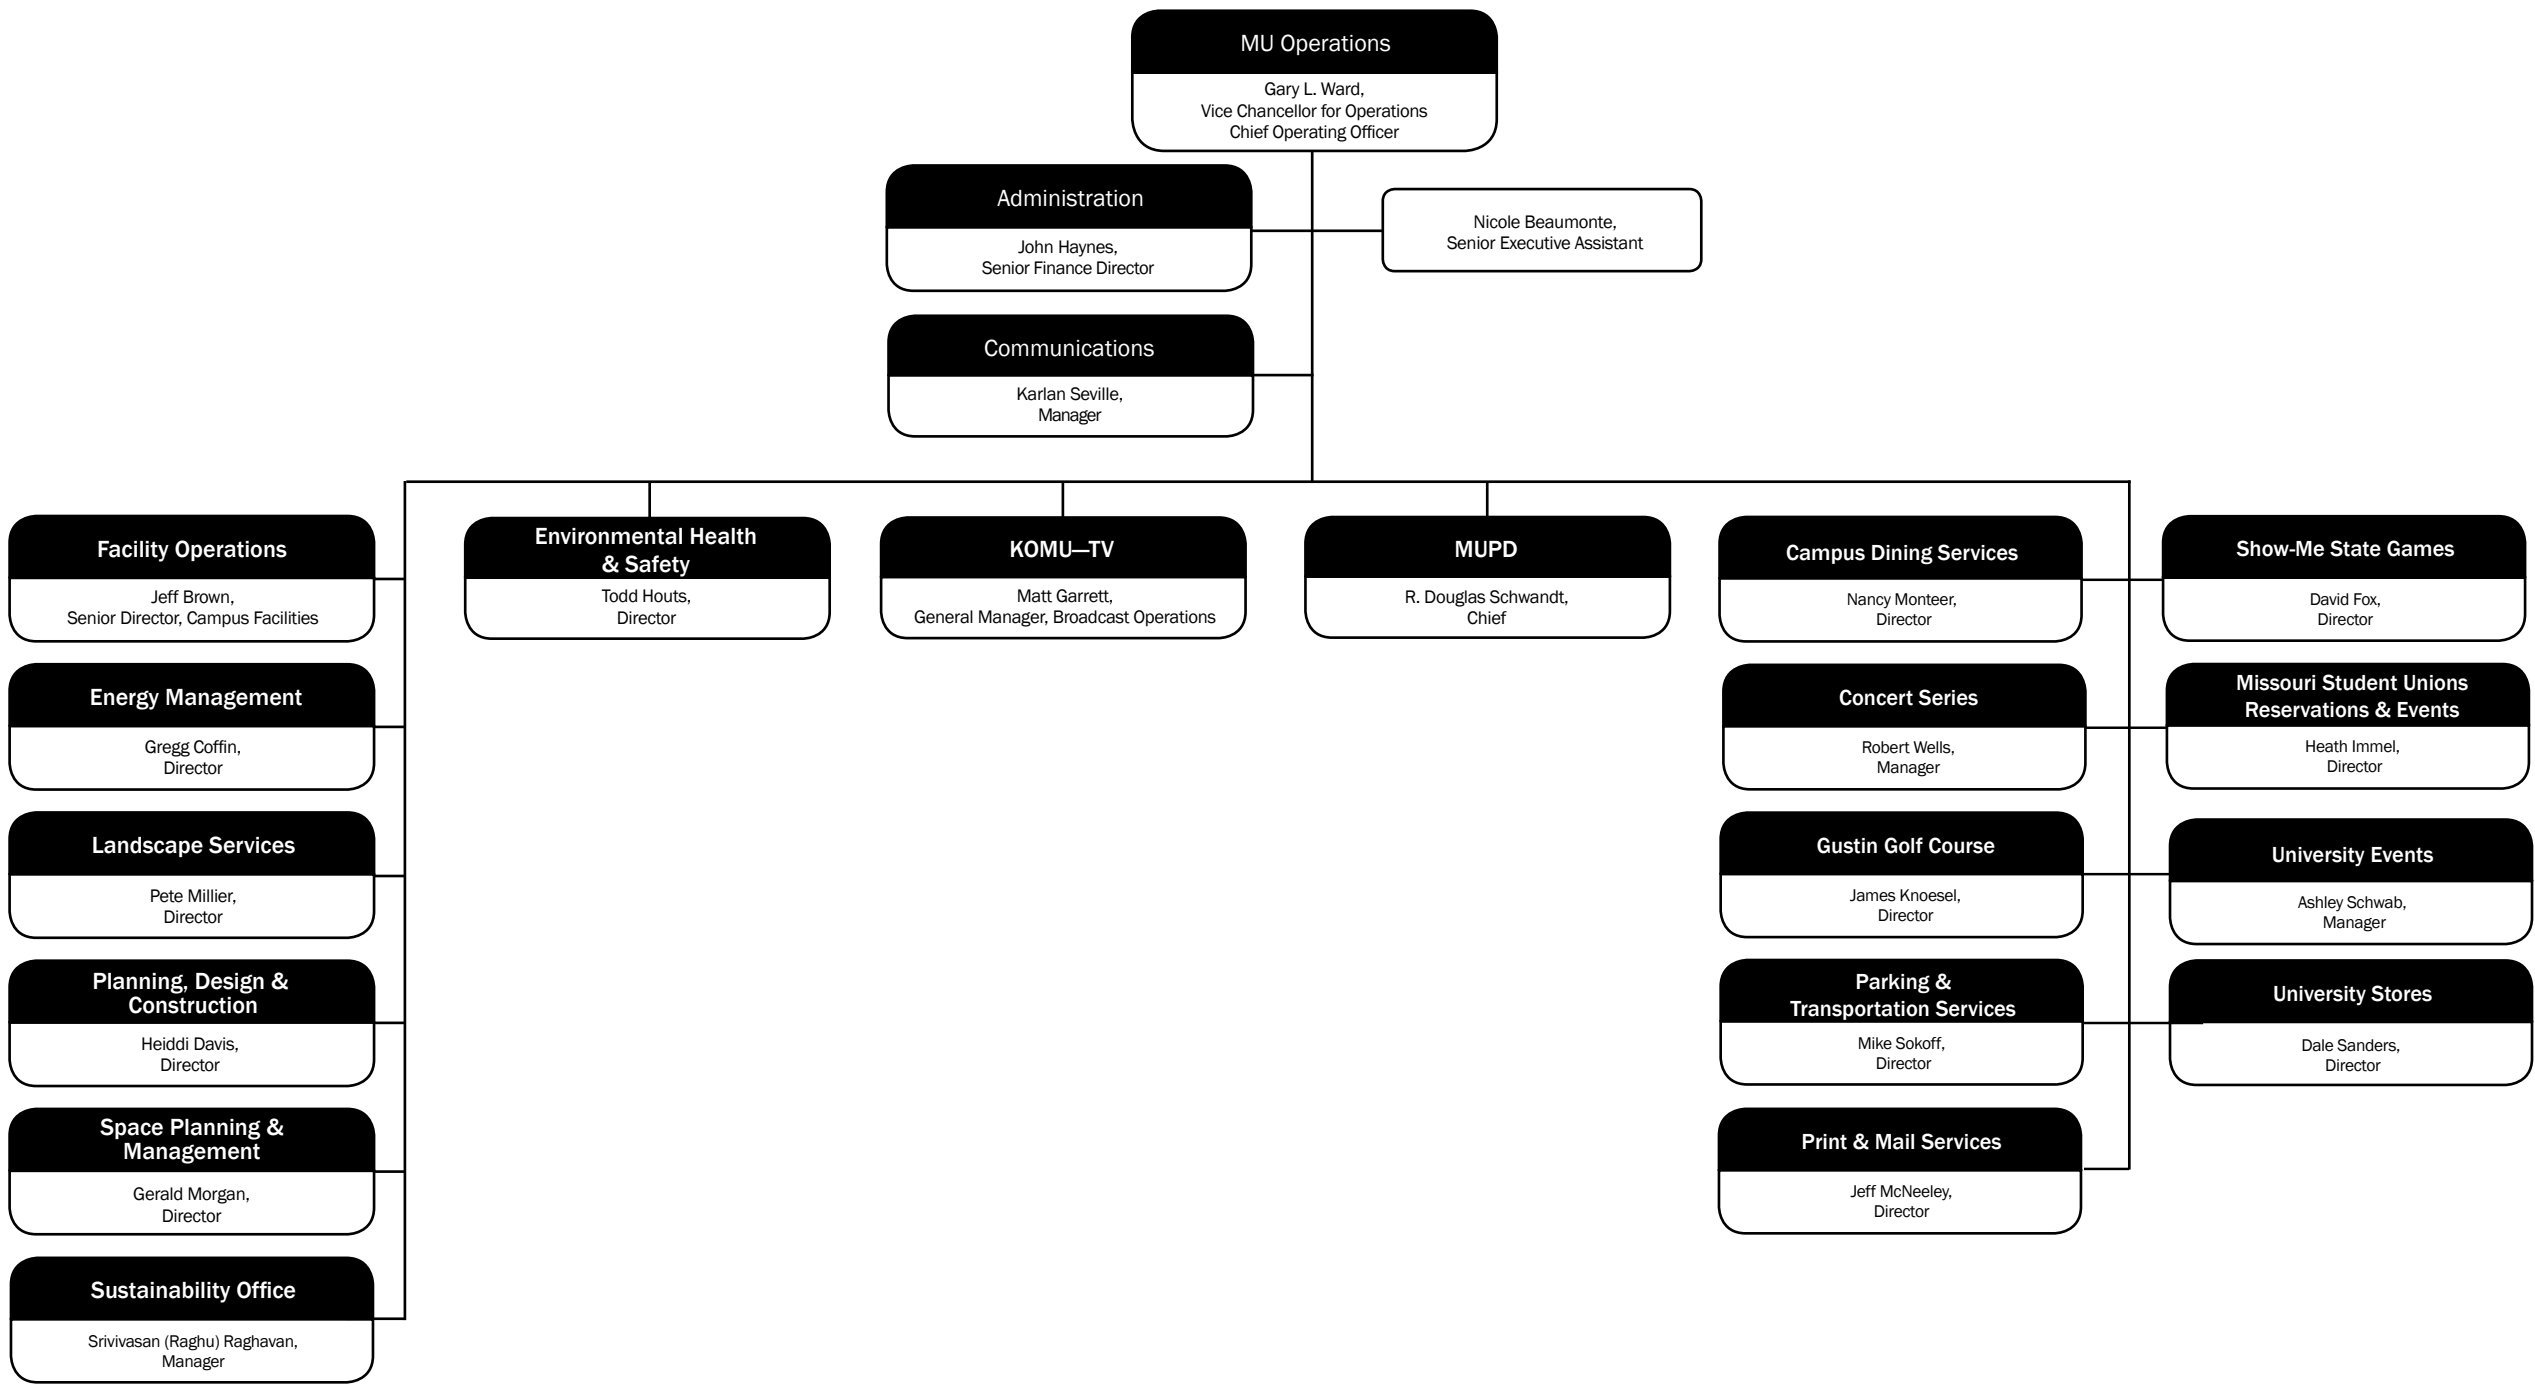 MU Operations
Gary L. Ward,
Vice Chancellor for Operations
Chief Operating Officer
Administration
John Haynes,
Senior Finance Director
Nicole Beaumonte,
Senior Executive Assistant
Communications
Karlan Seville,
Manager
Facility Operations
Jeff Brown,
Senior Director, Campus Facilities
Energy Management
Gregg Coffin,
Director
Landscape Services
Pete Millier,
Director
Planning, Design &
Construction
Heiddi Davis,
Director
Space Planning &
Management
Gerald Morgan,
Director
Sustainability Office
Srivivasan (Raghu) Raghavan,
Manager
Environmental Health
& Safety
Todd Houts,
Director
KOMU—TV
Matt Garrett,
General Manager, Broadcast Operations
MUPD
R. Douglas Schwandt,
Chief
Campus Dining Services
Nancy Monteer,
Director
Concert Series
Robert Wells,
Manager
Gustin Golf Course
James Knoesel,
Director
Parking &
Transportation Services
Mike Sokoff,
Director
Print & Mail Services
Jeff McNeeley,
Director
Show-Me State Games
David Fox,
Director
Missouri Student Unions
Reservations & Events
Heath Immel,
Director
University Events
Ashley Schwab,
Manager
University Stores
Dale Sanders,
Director